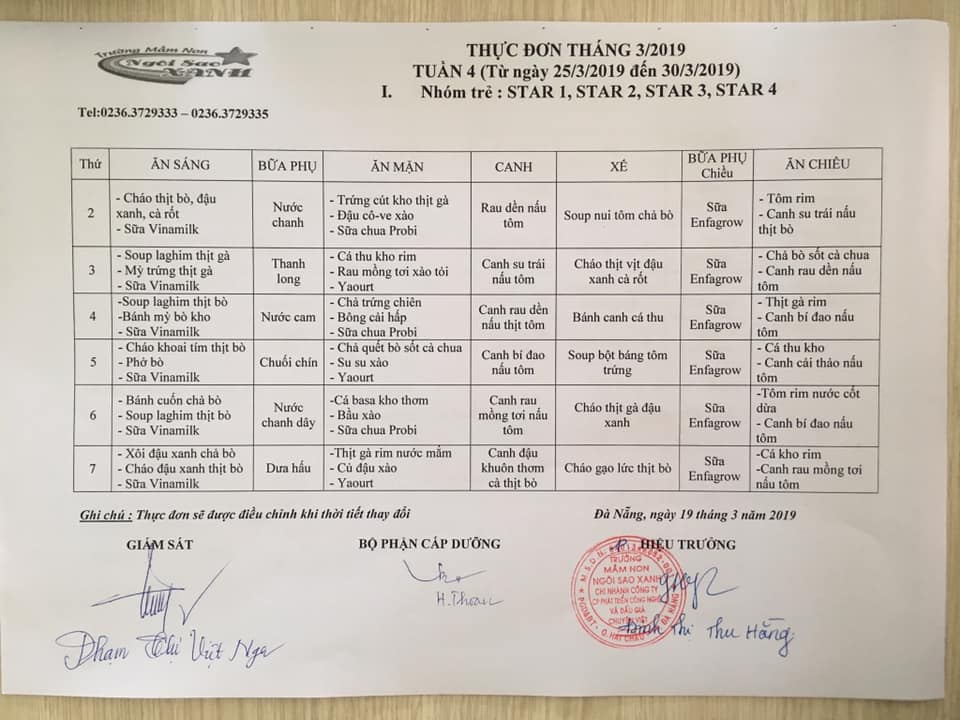 Trường Mầm Non
Ngôi Sao
XANH
THỰC ĐƠN THÁNG 3/2019
TUẦN 4 (Từ ngày 25/3/2019 đến 30/3/2019)
I. Nhóm trẻ : STAR 1, STAR 2, STAR 3, STAR 4
Tel:0236.3729333 – 0236.3729335
Thứ
ĂN SÁNG
BỮA PHỤ
ĂN MẶN
CANH
XÉ
BỮA PHỤ
Chiều
ĂN CHIỀU
2
- Cháo thịt bò, đậu
xanh, cà rốt
- Sữa Vinamilk
Nước
chanh
- Trứng cút kho thịt gà
- Đậu cô-ve xào
- Sữa chua Probi
Rau dền nấu
tôm
Soup nui tôm chả bò
Sữa
Enfagrow
- Tôm rim
- Canh su trái nấu
thịt bò
3
- Soup laghim thịt gà
- Mỳ trứng thịt gà
- Sữa Vinamilk
Thanh
long
- Cá thu kho rim
- Rau mồng tơi xào tỏi
- Yaourt
Canh su trái
nấu tôm
Cháo thịt vịt đậu
xanh cà rốt
Sữa
Enfagrow
- Chả bò sốt cà chua
- Canh rau dền nấu
tôm
4
-Soup laghim thịt bò
-Bánh mỳ bò kho
- Sữa Vinamilk
Nước cam
- Chả trứng chiên
- Bông cải hấp
- Sữa chua Probi
Canh rau dền
nấu thịt tôm
Bánh canh cá thu
Sữa
Enfagrow
- Thịt gà rim
- Canh bí đao nấu
tôm
5
- Cháo khoai tím thịt bò
- Phở bò
- Sữa Vinamilk
Chuối chín
- Chả quết bò sốt cà chua
- Su su xào
- Yaourt
Canh bí đao
nấu tôm
Soup bột báng tôm
trứng
Sữa
Enfagrow
- Cá thu kho
- Canh cải thảo nấu
tôm
6
- Bánh cuốn chả bò
- Soup laghim thịt bò
- Sữa Vinamilk
Nước
chanh dây
-Cá basa kho thơm
- Bầu xào
- Sữa chua Probi
Canh rau
mồng tơi nấu
tôm
Cháo thịt gà đậu
xanh
Sữa
Enfagrow
-Tôm rim nước cốt
dừa
- Canh bí đao nấu
tôm
7
- Xôi đậu xanh chả bò
- Cháo đậu xanh thịt bò
- Sữa Vinamilk
Dưa hấu
-Thịt gà rim nước mắm
- Củ đậu xào
- Yaourt
Canh đậu
khuôn thơm
cà thịt bò
Cháo gạo lức thịt bò
Sữa
Enfagrow
-Cá kho rim
-Canh rau mồng tơi
nấu tôm
Ghi chú : Thực đơn sẽ được điều chỉnh khi thời tiết thay đổi
Đà Nẵng, ngày 19 tháng 3 năm 2019
GIÁM SÁT
BỘ PHẬN CẤP DƯỠNG
HIỆU TRƯỞNG
H.Thoan
TRƯỜNG
MẦM NON
NGÔI SAO XANH
CHI NHÁNH CÔNG TY
CP PHÁT TRIỂN CÔNG NGHỆ
VÀ ĐẤU GIÁ
CHUYÊN VIỆT
Phạm Thị Việt Nga
Đinh Thị Thu Hằng